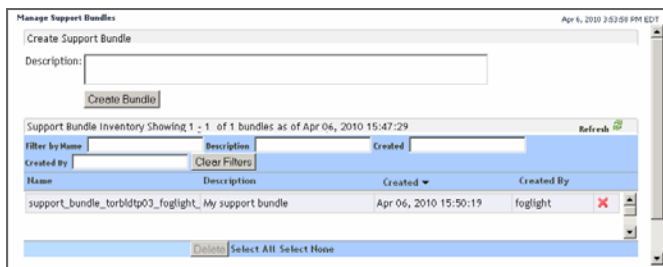 Manage Support Bundles Apr 6, 2010 3:53:58 PM EDT
Create Support Bundle
Description:
Create Bundle
Support Bundle Inventory Showing 1 - 1 of 1 bundles as of Apr 06, 2010 15:47:29 Refresh
Filter by Name Description Created
Created By Clear Filters
Name Description Created Created By
support_bundle_torbldtp03_foglight_ My support bundle Apr 06, 2010 15:50:19 foglight
Delete Select All Select None